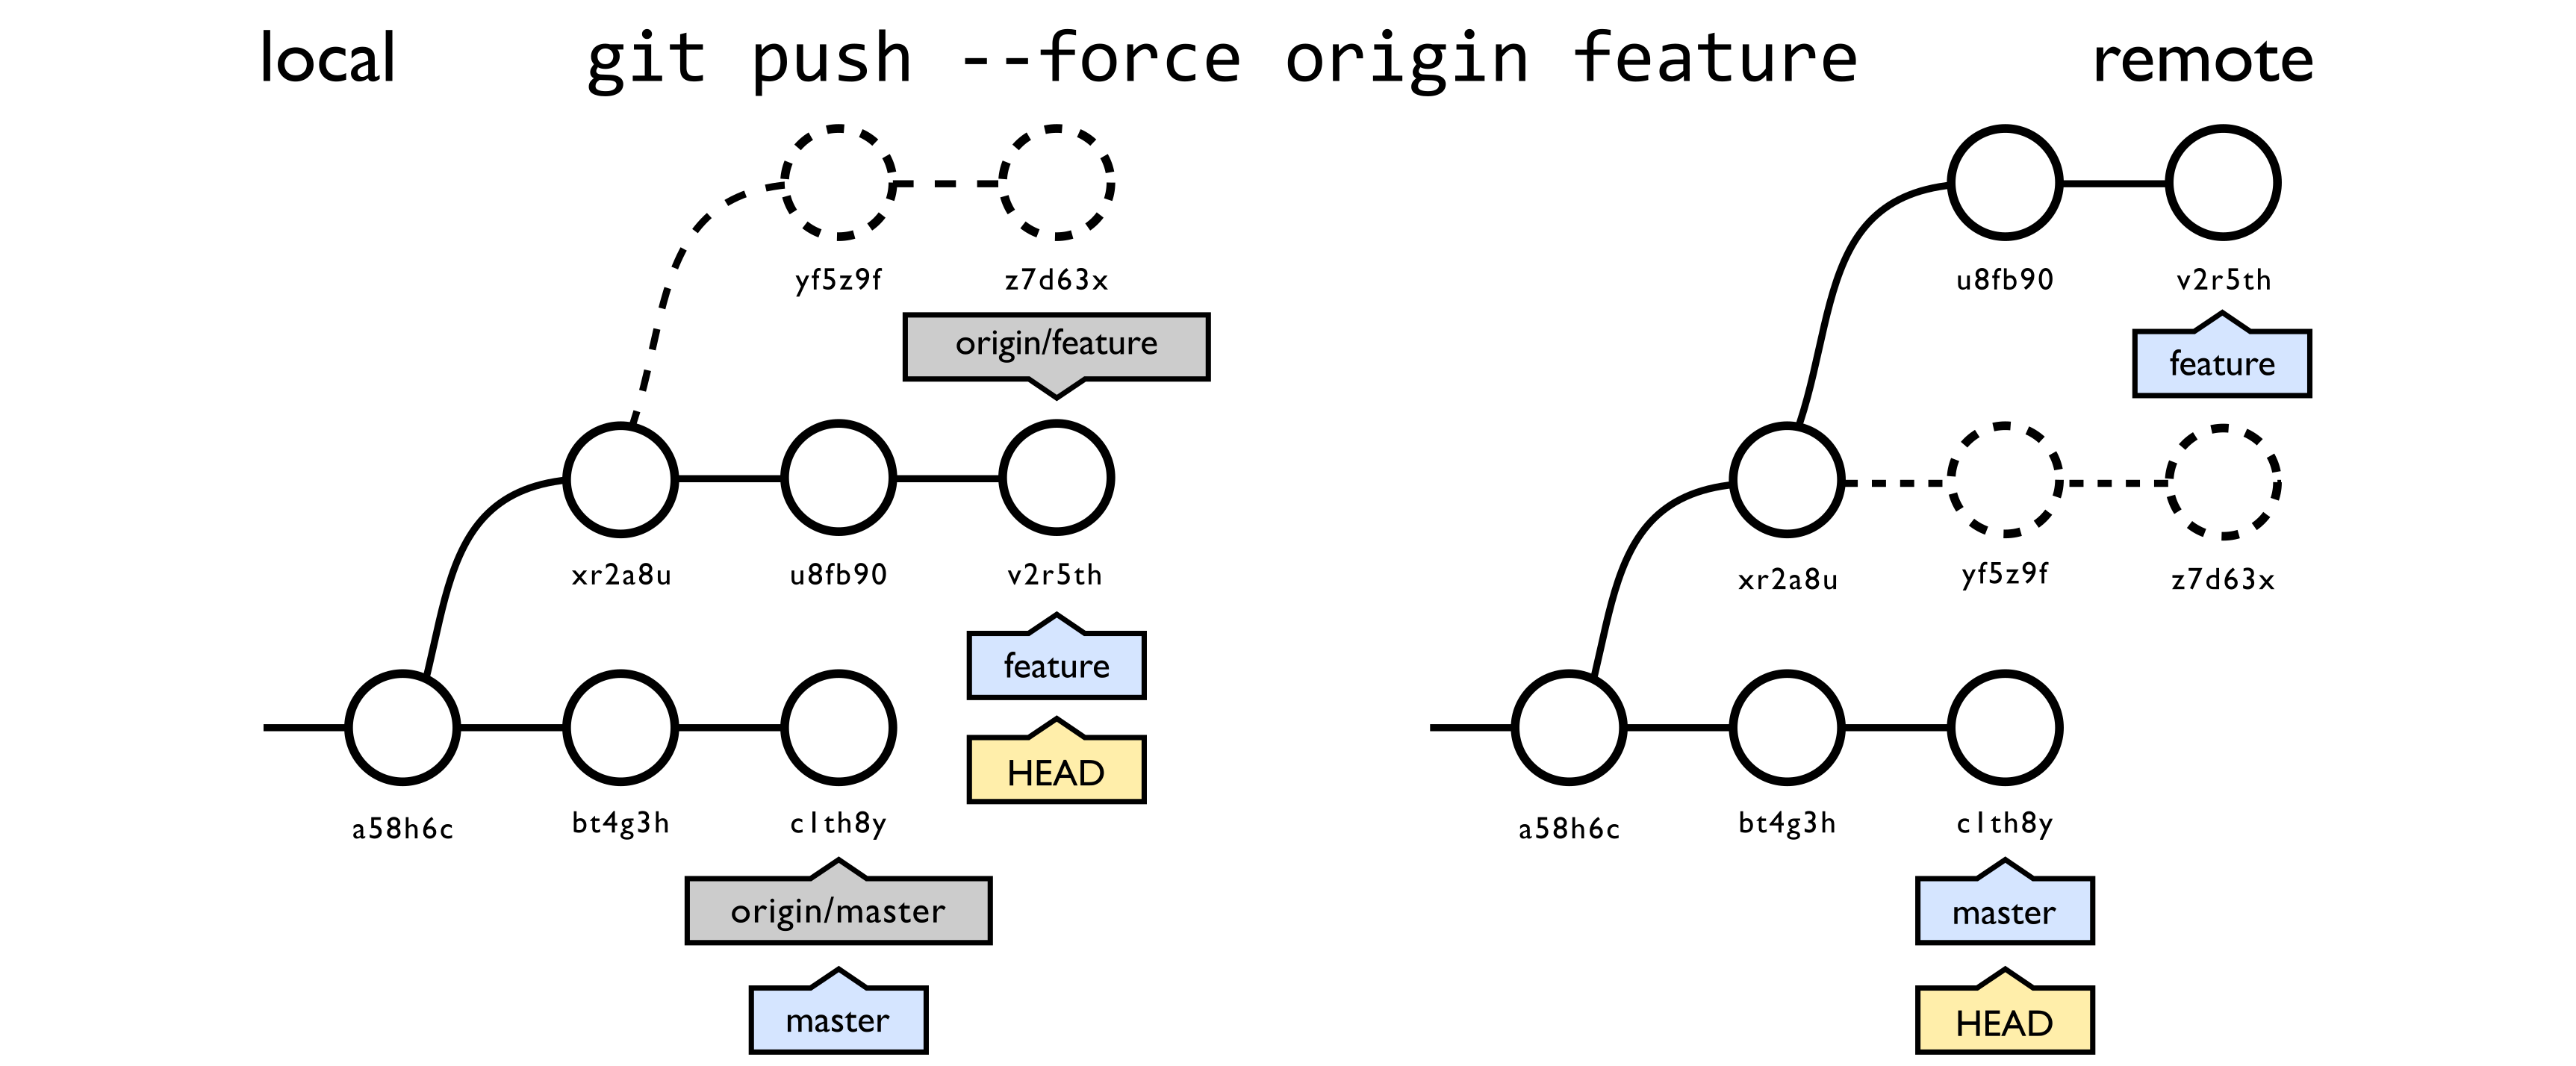 local git push --force origin feature remote
yf5z9f z7d63x u8fb90 v2r5th
origin/feature feature
xr2a8u u8fb90 v2r5th xr2a8u yf5z9f z7d63x
feature
HEAD
a58h6c bt4g3h c1th8y a58h6c bt4g3h c1th8y
origin/master master
master HEAD